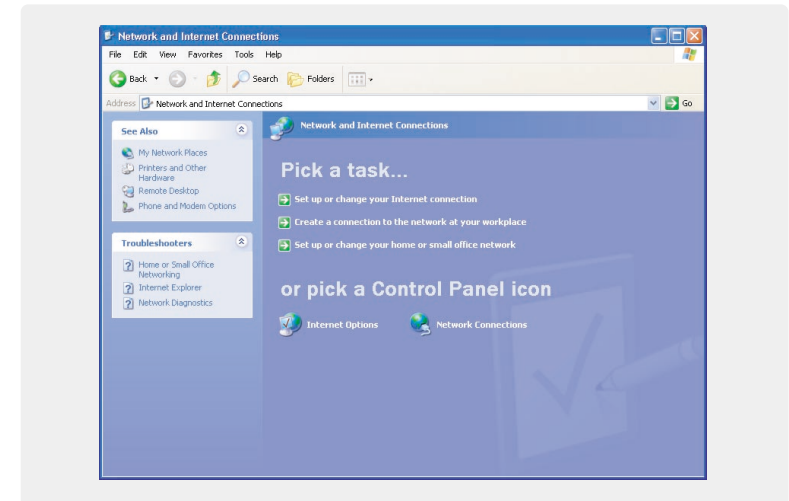 Network and Internet Connections
File Edit View Favorites Tools Help
Back Search Folders
Address Network and Internet Connections Go
See Also
My Network Places
Printers and Other
Hardware
Remote Desktop
Phone and Modem Options
Troubleshooters
? Home or Small Office
Networking
? Internet Explorer
? Network Diagnostics
Network and Internet Connections
Pick a task...
Set up or change your Internet connection
Create a connection to the network at your workplace
Set up or change your home or small office network
or pick a Control Panel icon
Internet Options Network Connections